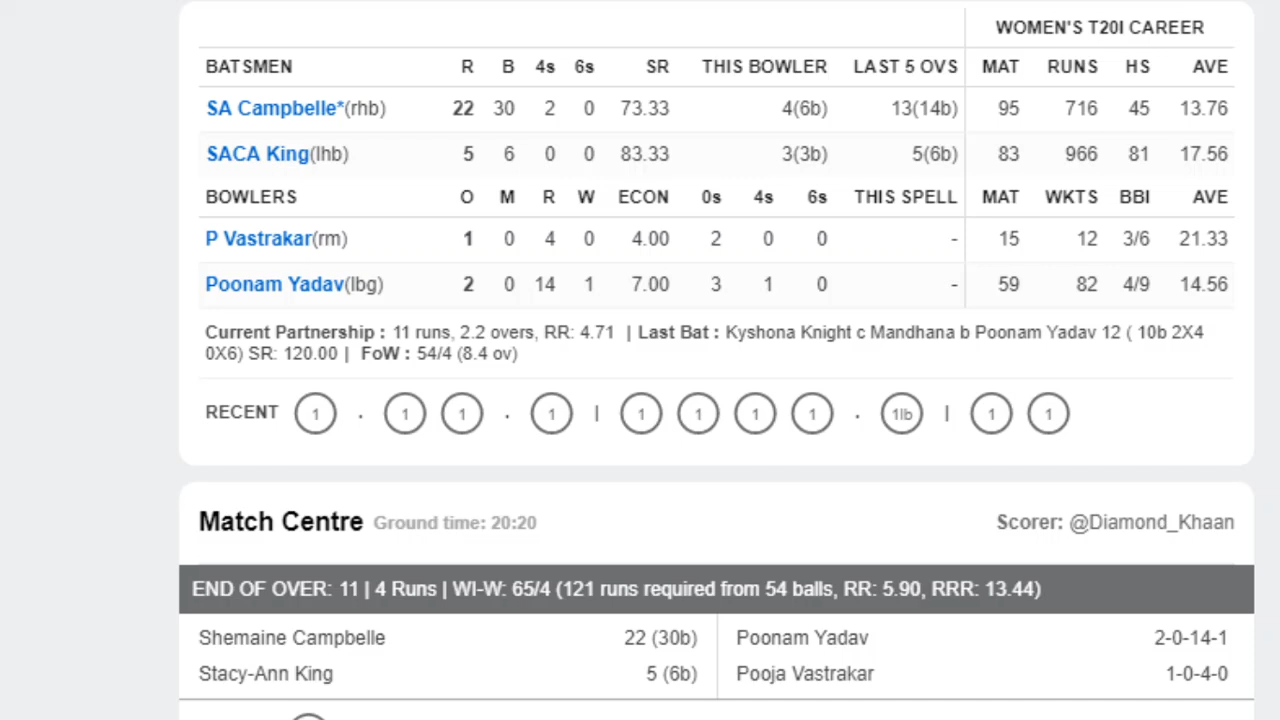 WOMEN'S T20I CAREER
BATSMEN R B 4s 6s SR THIS BOWLER LAST 5 OVS MAT RUNS HS AVE
SA Campbelle*(rhb) 22 30 2 0 73.33 4(6b) 13(14b) 95 716 45 13.76
SACA King(lhb) 5 6 0 0 83.33 3(3b) 5(6b) 83 966 81 17.56
BOWLERS O M R W ECON 0s 4s 6s THIS SPELL MAT WKTS BBI AVE
P Vastrakar(rm) 1 0 4 0 4.00 2 0 0 - 15 12 3/6 21.33
Poonam Yadav(lbg) 2 0 14 1 7.00 3 1 0 - 59 82 4/9 14.56
Current Partnership : 11 runs, 2.2 overs, RR: 4.71 | Last Bat : Kyshona Knight c Mandhana b Poonam Yadav 12 ( 10b 2X4
0X6) SR: 120.00 | FoW : 54/4 (8.4 ov)
RECENT 1 . 1 1 . 1 | 1 1 1 1 . 1lb | 1 1
Match Centre Ground time: 20:20 Scorer: @Diamond_Khaan
END OF OVER: 11 | 4 Runs | WI-W: 65/4 (121 runs required from 54 balls, RR: 5.90, RRR: 13.44)
Shemaine Campbelle 22 (30b) Poonam Yadav 2-0-14-1
Stacy-Ann King 5 (6b) Pooja Vastrakar 1-0-4-0